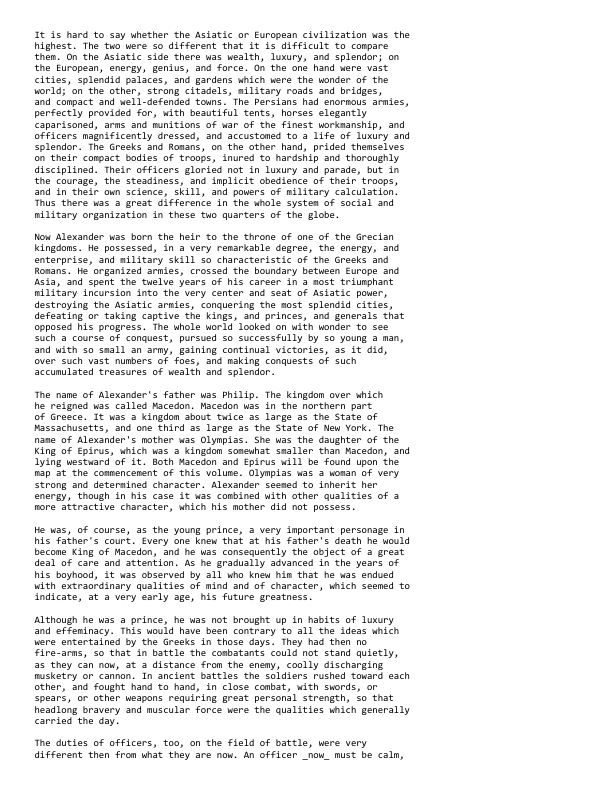 It is hard to say whether the Asiatic or European civilization was the
highest. The two were so different that it is difficult to compare
them. On the Asiatic side there was wealth, luxury, and splendor; on
the European, energy, genius, and force. On the one hand were vast
cities, splendid palaces, and gardens which were the wonder of the
world; on the other, strong citadels, military roads and bridges,
and compact and well-defended towns. The Persians had enormous armies,
perfectly provided for, with beautiful tents, horses elegantly
caparisoned, arms and munitions of war of the finest workmanship, and
officers magnificently dressed, and accustomed to a life of luxury and
splendor. The Greeks and Romans, on the other hand, prided themselves
on their compact bodies of troops, inured to hardship and thoroughly
disciplined. Their officers gloried not in luxury and parade, but in
the courage, the steadiness, and implicit obedience of their troops,
and in their own science, skill, and powers of military calculation.
Thus there was a great difference in the whole system of social and
military organization in these two quarters of the globe.

Now Alexander was born the heir to the throne of one of the Grecian
kingdoms. He possessed, in a very remarkable degree, the energy, and
enterprise, and military skill so characteristic of the Greeks and
Romans. He organized armies, crossed the boundary between Europe and
Asia, and spent the twelve years of his career in a most triumphant
military incursion into the very center and seat of Asiatic power,
destroying the Asiatic armies, conquering the most splendid cities,
defeating or taking captive the kings, and princes, and generals that
opposed his progress. The whole world looked on with wonder to see
such a course of conquest, pursued so successfully by so young a man,
and with so small an army, gaining continual victories, as it did,
over such vast numbers of foes, and making conquests of such
accumulated treasures of wealth and splendor.

The name of Alexander's father was Philip. The kingdom over which
he reigned was called Macedon. Macedon was in the northern part
of Greece. It was a kingdom about twice as large as the State of
Massachusetts, and one third as large as the State of New York. The
name of Alexander's mother was Olympias. She was the daughter of the
King of Epirus, which was a kingdom somewhat smaller than Macedon, and
lying westward of it. Both Macedon and Epirus will be found upon the
map at the commencement of this volume. Olympias was a woman of very
strong and determined character. Alexander seemed to inherit her
energy, though in his case it was combined with other qualities of a
more attractive character, which his mother did not possess.

He was, of course, as the young prince, a very important personage in
his father's court. Every one knew that at his father's death he would
become King of Macedon, and he was consequently the object of a great
deal of care and attention. As he gradually advanced in the years of
his boyhood, it was observed by all who knew him that he was endued
with extraordinary qualities of mind and of character, which seemed to
indicate, at a very early age, his future greatness.

Although he was a prince, he was not brought up in habits of luxury
and effeminacy. This would have been contrary to all the ideas which
were entertained by the Greeks in those days. They had then no
fire-arms, so that in battle the combatants could not stand quietly,
as they can now, at a distance from the enemy, coolly discharging
musketry or cannon. In ancient battles the soldiers rushed toward each
other, and fought hand to hand, in close combat, with swords, or
spears, or other weapons requiring great personal strength, so that
headlong bravery and muscular force were the qualities which generally
carried the day.

The duties of officers, too, on the field of battle, were very
different then from what they are now. An officer _now_ must be calm,